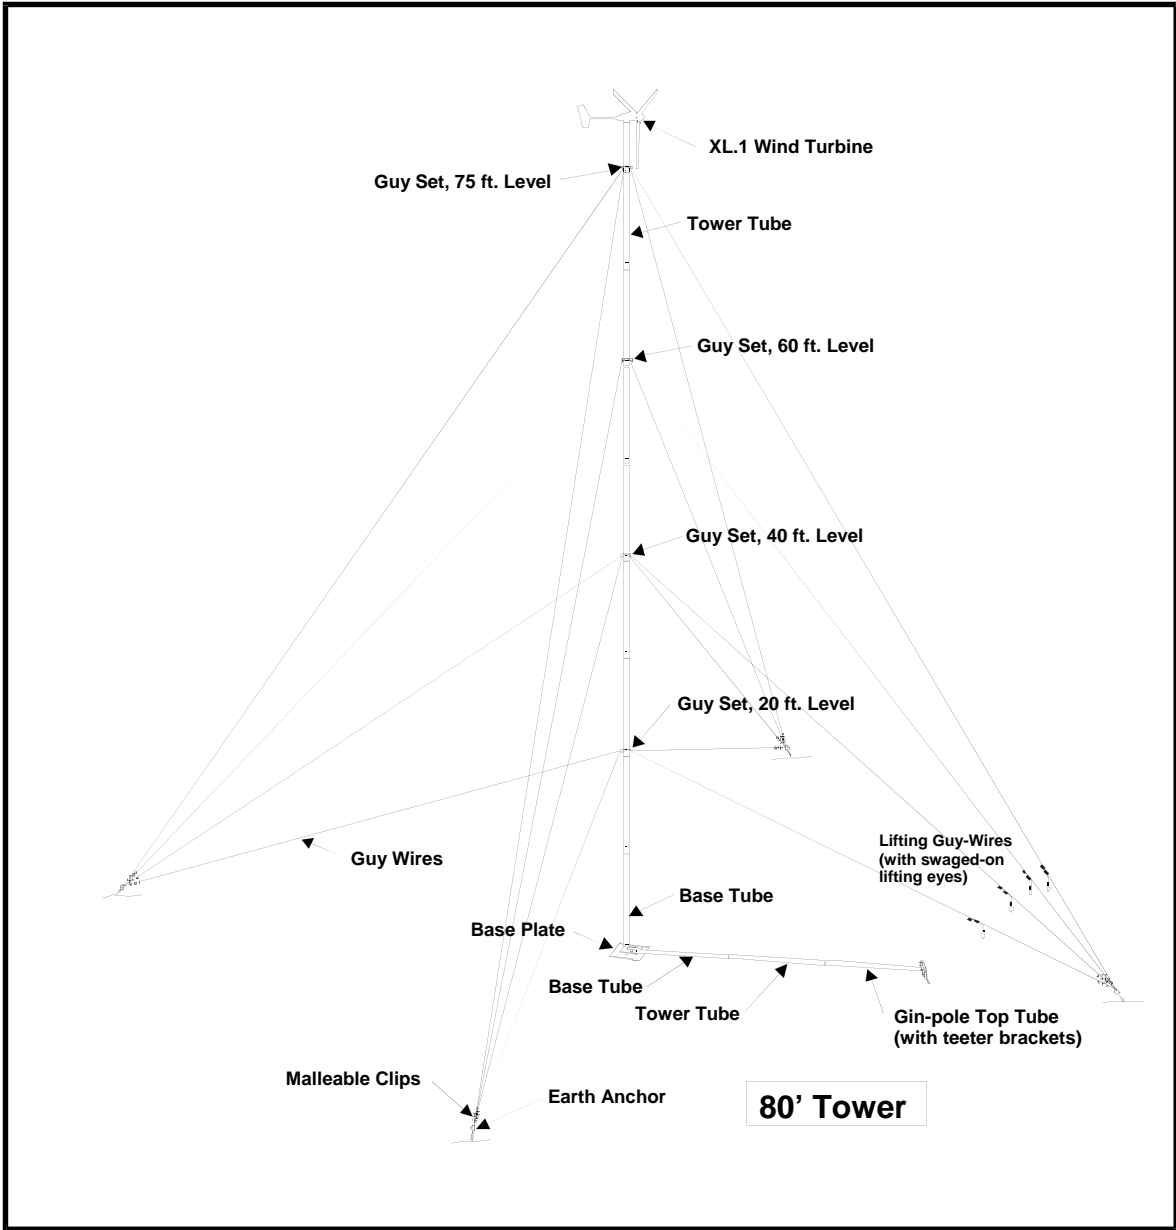 XL.1 Wind Turbine
Guy Set, 75 ft. Level
Tower Tube
Guy Set, 60 ft. Level
Guy Set, 40 ft. Level
Guy Set, 20 ft. Level
Lifting Guy-Wires
(with swaged-on
lifting eyes)
Guy Wires
Base Tube
Base Plate
Base Tube
Tower Tube
Gin-pole Top Tube
(with teeter brackets)
Malleable Clips
Earth Anchor
80’ Tower